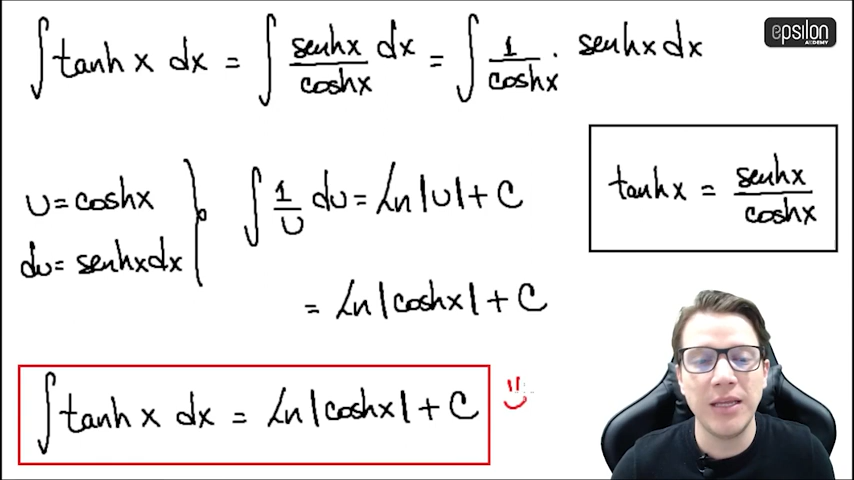 epsilon
ACADEMY
∫ tanh x dx = ∫ senhx/coshx dx = ∫ 1/coshx · senhx dx
tanhx = senhx/coshx
u = coshx
du = senhxdx
∫ 1/u du = Ln|u| + C
= Ln|coshx| + C
∫ tanh x dx = Ln|coshx| + C